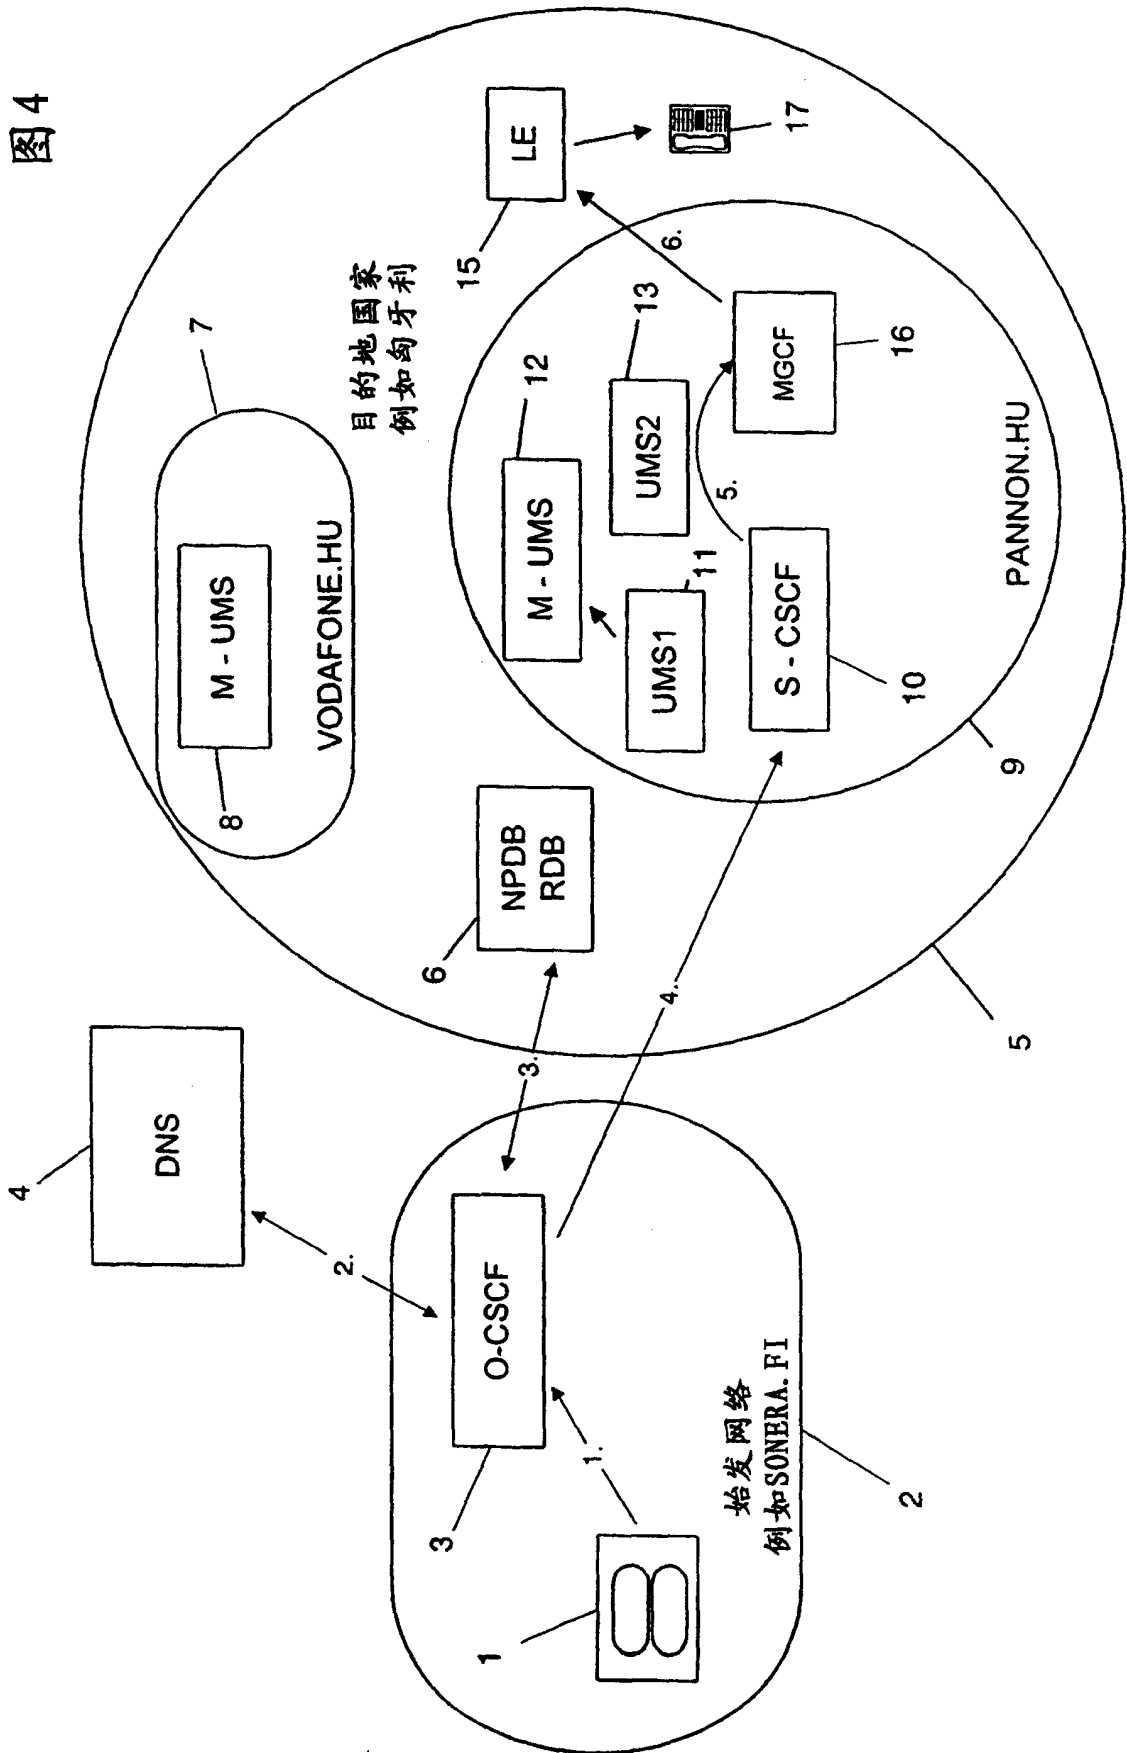 图4
4
DNS
2.
3
O-CSCF
1.
1
始发网络
例如SONERA.FI
2
3.
4.
5
6
NPDB
RDB
7
8
M - UMS
VODAFONE.HU
目的地国家
例如匈牙利
15
LE
17
6.
12
M - UMS
13
UMS2
UMS1
11
5.
S - CSCF
10
MGCF
16
PANNON.HU
9